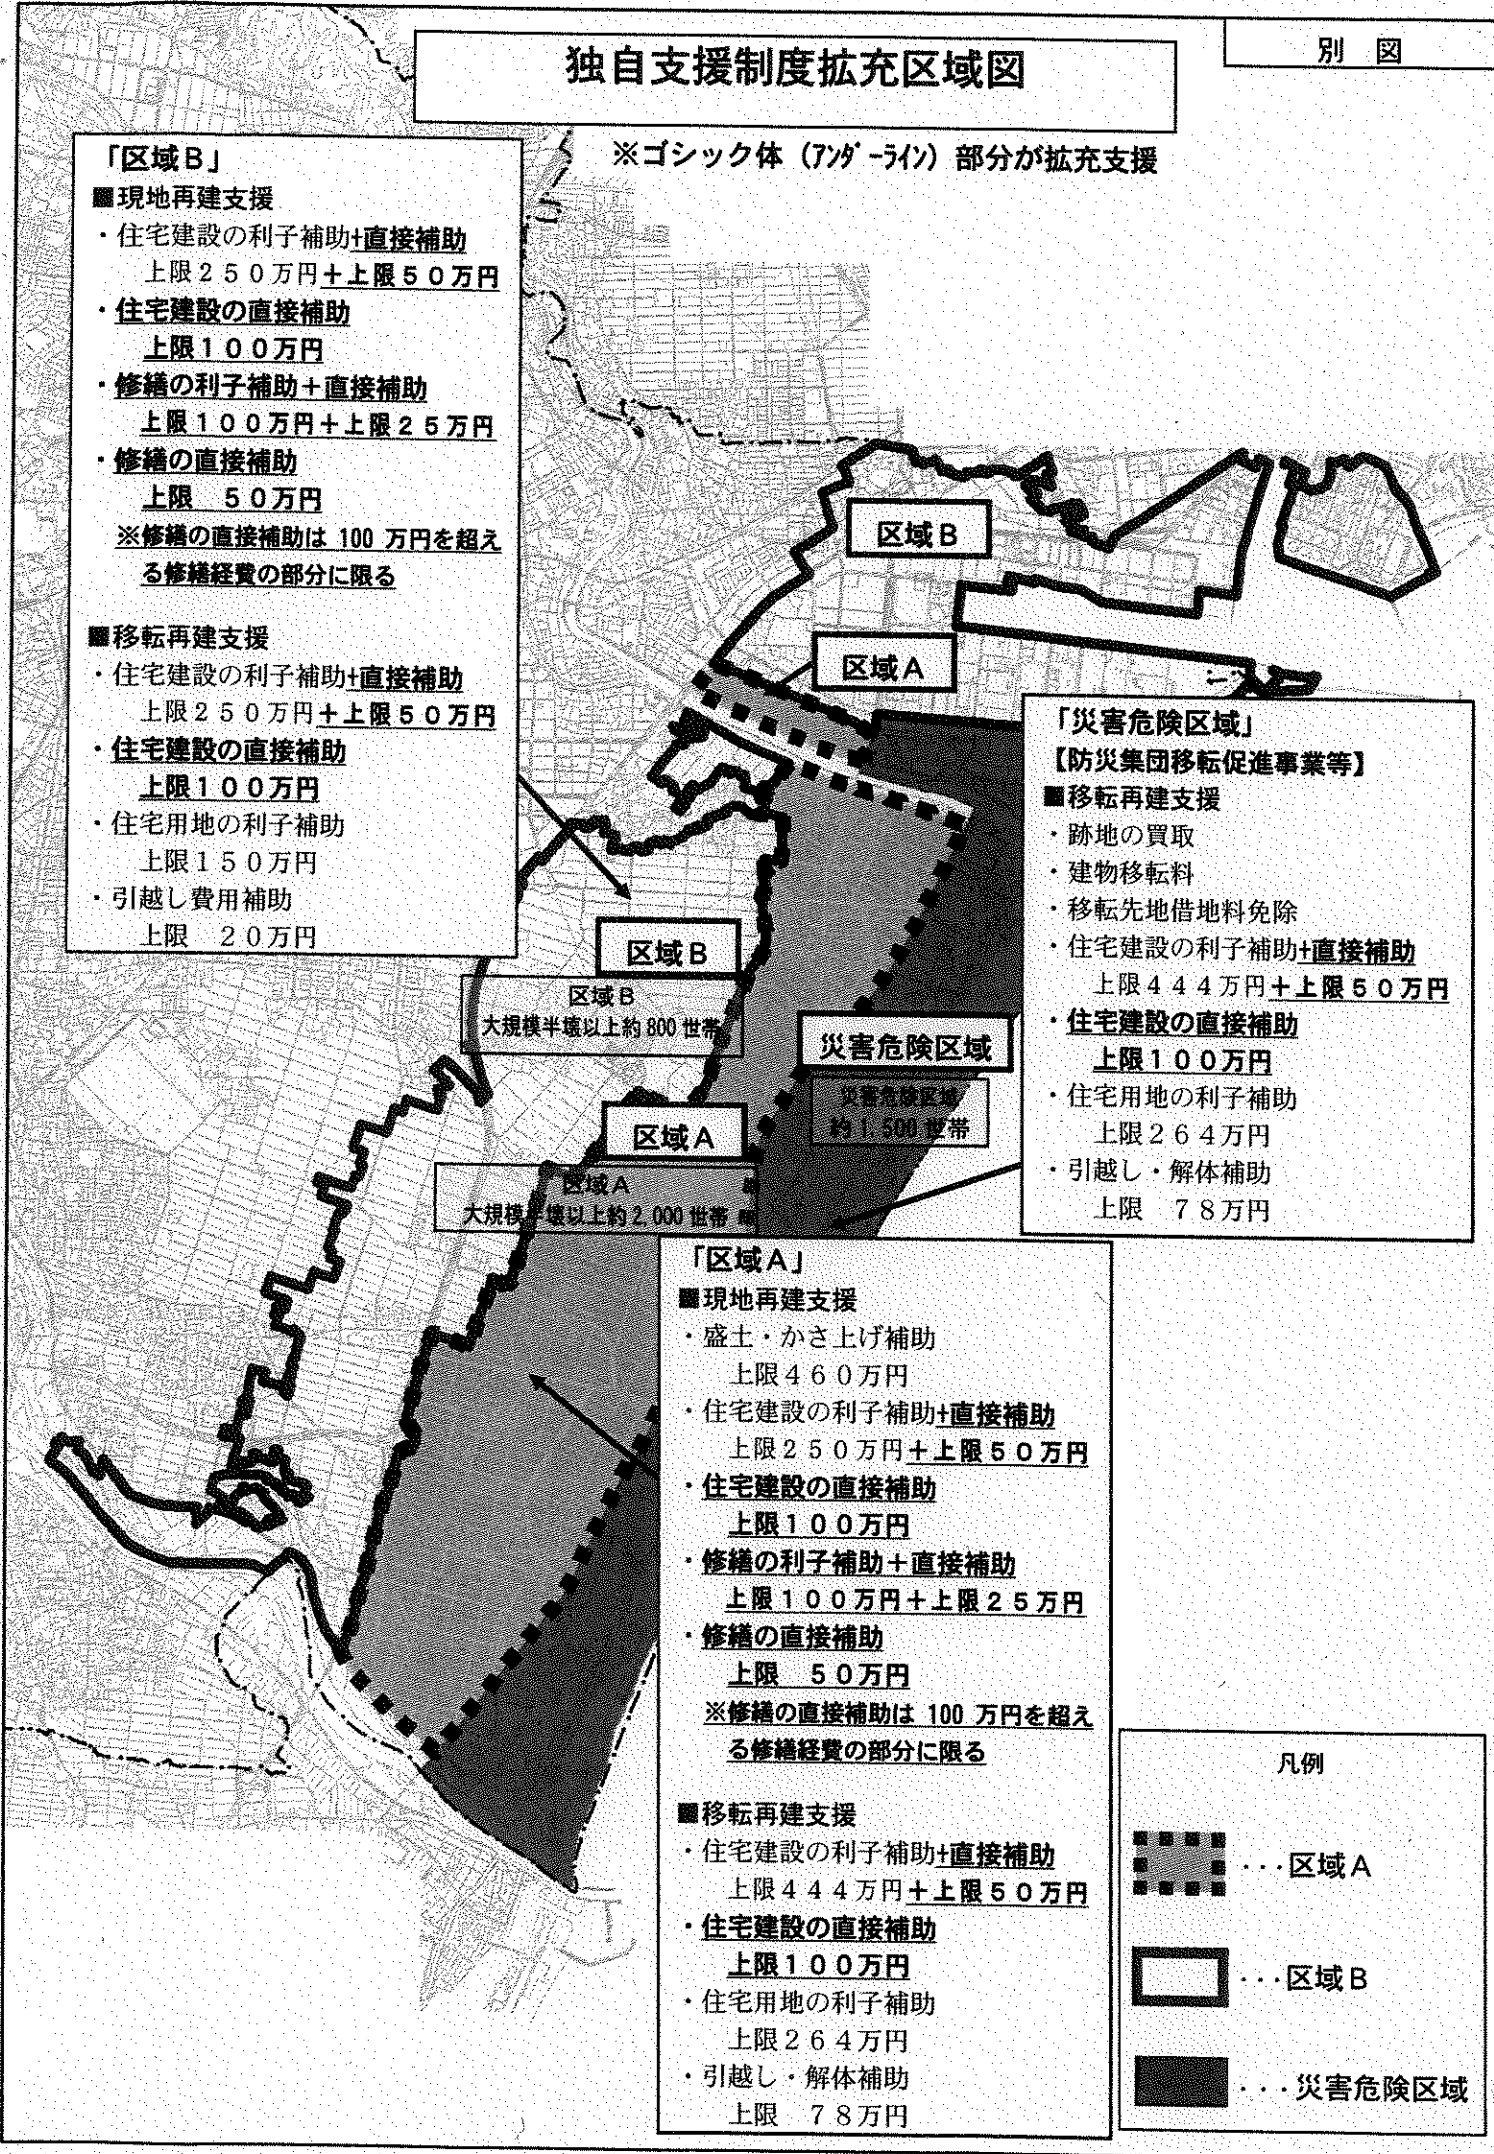 別　図
独自支援制度拡充区域図
※ゴシック体（ｱﾝﾀﾞｰﾗｲﾝ）部分が拡充支援
「区域Ｂ」
■現地再建支援
・住宅建設の利子補助+直接補助
上限２５０万円＋上限５０万円
・住宅建設の直接補助
上限１００万円
・修繕の利子補助＋直接補助
上限１００万円＋上限２５万円
・修繕の直接補助
上限　５０万円
※修繕の直接補助は 100 万円を超え
る修繕経費の部分に限る
■移転再建支援
・住宅建設の利子補助+直接補助
上限２５０万円＋上限５０万円
・住宅建設の直接補助
上限１００万円
・住宅用地の利子補助
上限１５０万円
・引越し費用補助
上限　２０万円
区域Ｂ
区域Ａ
「災害危険区域」
【防災集団移転促進事業等】
■移転再建支援
・跡地の買取
・建物移転料
・移転先地借地料免除
・住宅建設の利子補助+直接補助
上限４４４万円＋上限５０万円
・住宅建設の直接補助
上限１００万円
・住宅用地の利子補助
上限２６４万円
・引越し・解体補助
上限　７８万円
区域Ｂ
区域Ｂ
大規模半壊以上約 800 世帯
災害危険区域
災害危険区域
約 1,500 世帯
区域Ａ
区域Ａ
大規模半壊以上約 2,000 世帯
「区域Ａ」
■現地再建支援
・盛土・かさ上げ補助
上限４６０万円
・住宅建設の利子補助+直接補助
上限２５０万円＋上限５０万円
・住宅建設の直接補助
上限１００万円
・修繕の利子補助＋直接補助
上限１００万円＋上限２５万円
・修繕の直接補助
上限　５０万円
※修繕の直接補助は 100 万円を超え
る修繕経費の部分に限る
■移転再建支援
・住宅建設の利子補助+直接補助
上限４４４万円＋上限５０万円
・住宅建設の直接補助
上限１００万円
・住宅用地の利子補助
上限２６４万円
・引越し・解体補助
上限　７８万円
凡例
・・・区域Ａ
・・・区域Ｂ
・・・災害危険区域